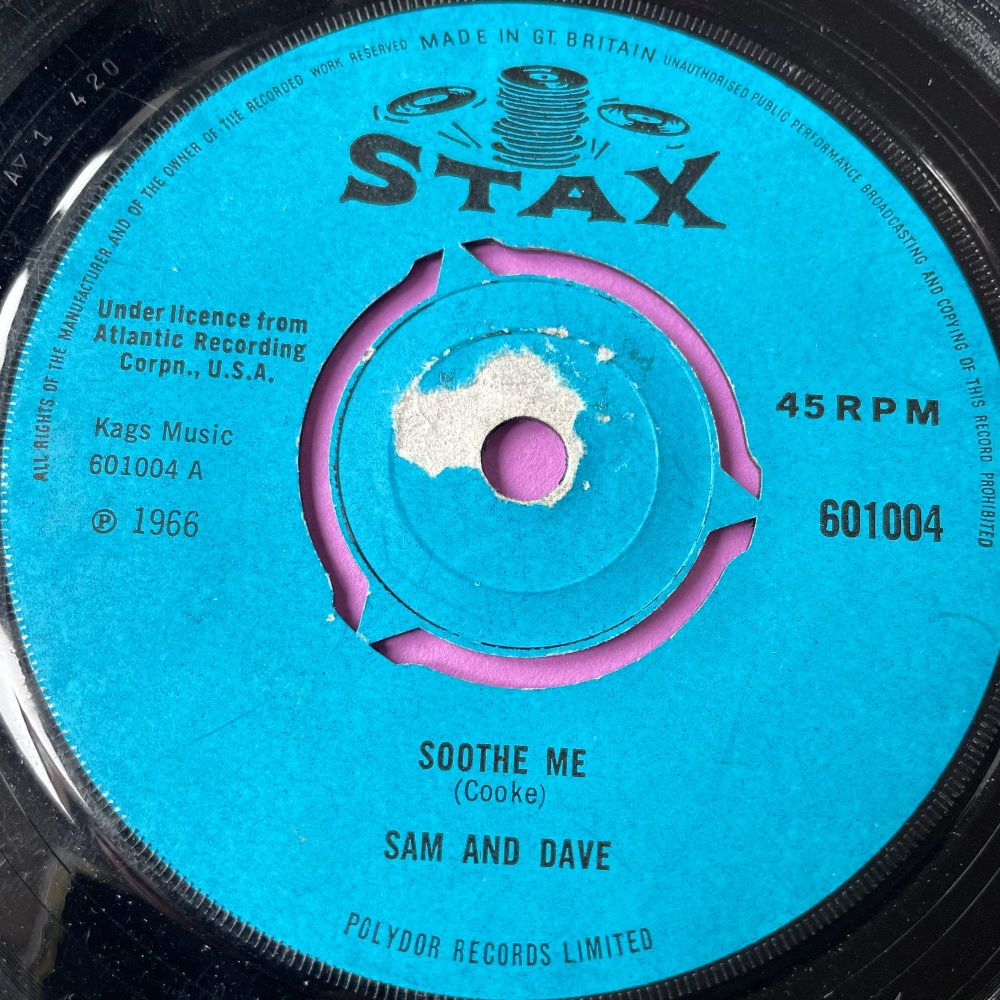 ALL RIGHTS OF THE MANUFACTURER AND OF THE OWNER OF THE RECORDED WORK RESERVED MADE IN GT. BRITAIN UNAUTHORISED PUBLIC PERFORMANCE BROADCASTING AND COPYING OF THIS RECORD PROHIBITED
A▽1 420
STAX
Under licence from
Atlantic Recording
Corpn., U.S.A.
Kags Music
601004 A
Ⓟ 1966
45 RPM
601004
SOOTHE ME
(Cooke)
SAM AND DAVE
POLYDOR RECORDS LIMITED